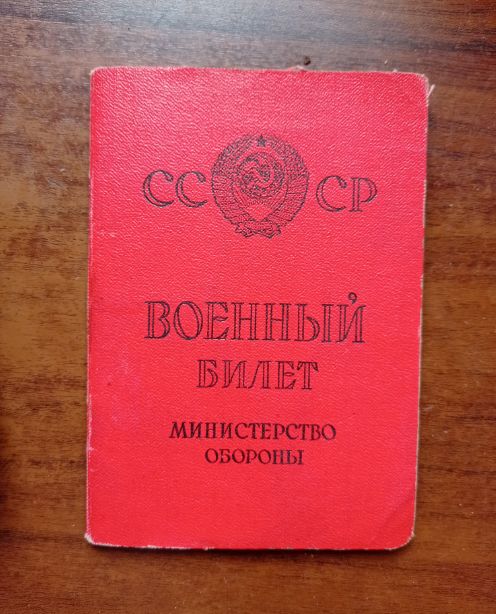 СССР
ВОЕННЫЙ
БИЛЕТ
МИНИСТЕРСТВО
ОБОРОНЫ